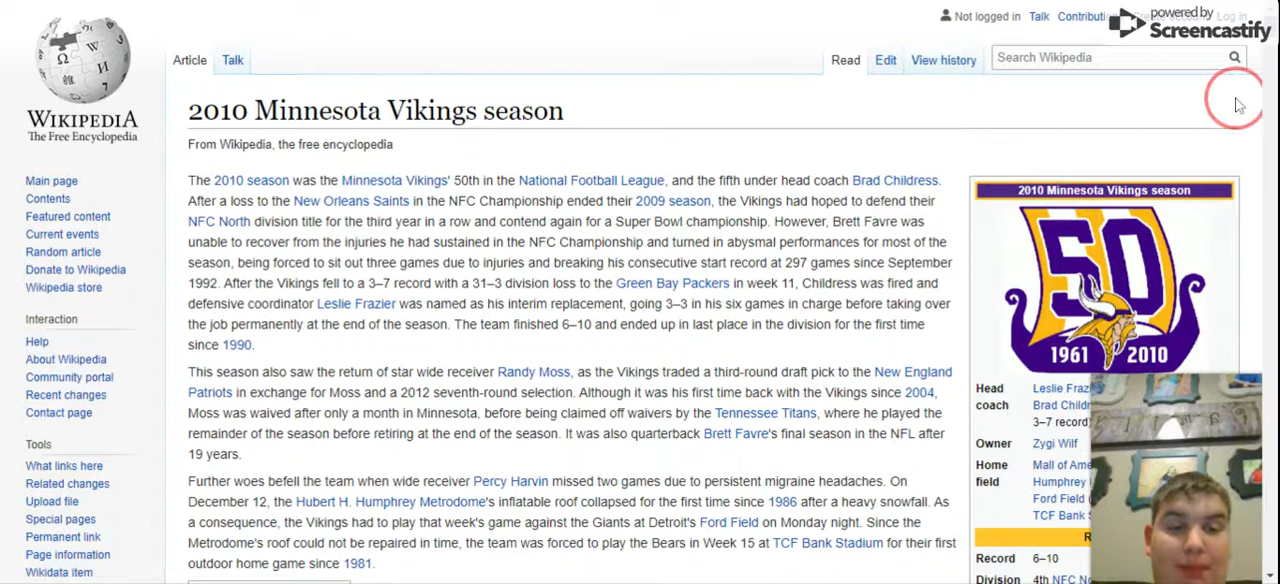 powered by
Screencastify
Not logged in Talk Log in
Article Talk Read Edit View history Search Wikipedia
WIKIPEDIA
The Free Encyclopedia
2010 Minnesota Vikings season
From Wikipedia, the free encyclopedia
Main page
Contents
Featured content
Current events
Random article
Donate to Wikipedia
Wikipedia store
Interaction
Help
About Wikipedia
Community portal
Recent changes
Contact page
Tools
What links here
Related changes
Upload file
Special pages
Permanent link
Page information
Wikidata item
The 2010 season was the Minnesota Vikings' 50th in the National Football League, and the fifth under head coach Brad Childress.
After a loss to the New Orleans Saints in the NFC Championship ended their 2009 season, the Vikings had hoped to defend their
NFC North division title for the third year in a row and contend again for a Super Bowl championship. However, Brett Favre was
unable to recover from the injuries he had sustained in the NFC Championship and turned in abysmal performances for most of the
season, being forced to sit out three games due to injuries and breaking his consecutive start record at 297 games since September
1992. After the Vikings fell to a 3–7 record with a 31–3 division loss to the Green Bay Packers in week 11, Childress was fired and
defensive coordinator Leslie Frazier was named as his interim replacement, going 3–3 in his six games in charge before taking over
the job permanently at the end of the season. The team finished 6–10 and ended up in last place in the division for the first time
since 1990.
This season also saw the return of star wide receiver Randy Moss, as the Vikings traded a third-round draft pick to the New England
Patriots in exchange for Moss and a 2012 seventh-round selection. Although it was his first time back with the Vikings since 2004,
Moss was waived after only a month in Minnesota, before being claimed off waivers by the Tennessee Titans, where he played the
remainder of the season before retiring at the end of the season. It was also quarterback Brett Favre's final season in the NFL after
19 years.
Further woes befell the team when wide receiver Percy Harvin missed two games due to persistent migraine headaches. On
December 12, the Hubert H. Humphrey Metrodome's inflatable roof collapsed for the first time since 1986 after a heavy snowfall. As
a consequence, the Vikings had to play that week's game against the Giants at Detroit's Ford Field on Monday night. Since the
Metrodome's roof could not be repaired in time, the team was forced to play the Bears in Week 15 at TCF Bank Stadium for their first
outdoor home game since 1981.
2010 Minnesota Vikings season
50
1961 2010
Head Leslie
coach Brad
3–7 record)
Owner Zygi Wilf
Home Mall of
field Humphrey
Ford Field
TCF Bank
Record 6–10
Division 4th NFC